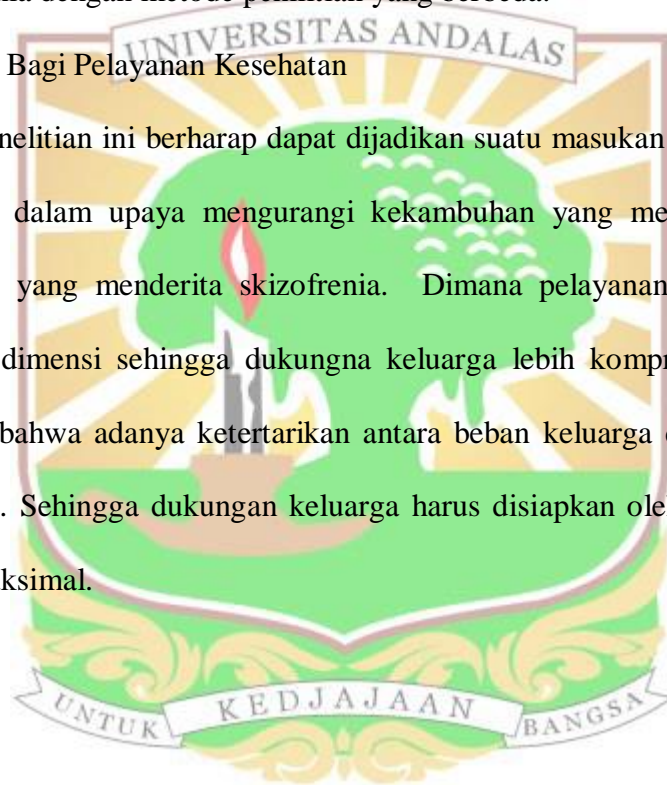 dengan metode penlitian yang berbeda.
UNIVERSITAS ANDALAS
Bagi Pelayanan Kesehatan
nelitian ini berharap dapat dijadikan suatu masukan
dalam upaya mengurangi kekambuhan yang me
yang menderita skizofrenia. Dimana pelayanan
dimensi sehingga dukungna keluarga lebih kompr
bahwa adanya ketertarikan antara beban keluarga
. Sehingga dukungan keluarga harus disiapkan ole
ksimal.
UNTUK KEDJAJAAN BANGSA